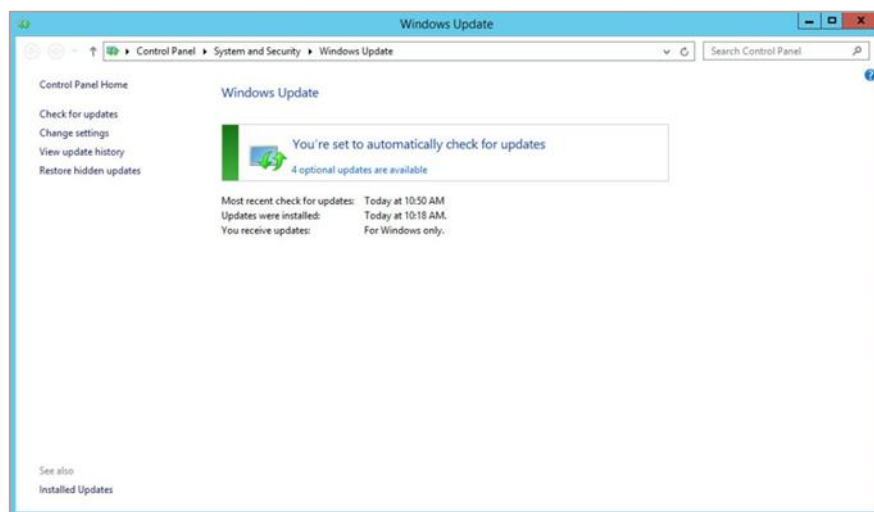 Windows Update
Control Panel ▸ System and Security ▸ Windows Update
Search Control Panel
Control Panel Home
Check for updates
Change settings
View update history
Restore hidden updates
Windows Update
You're set to automatically check for updates
4 optional updates are available
Most recent check for updates: Today at 10:50 AM
Updates were installed: Today at 10:18 AM.
You receive updates: For Windows only.
See also
Installed Updates